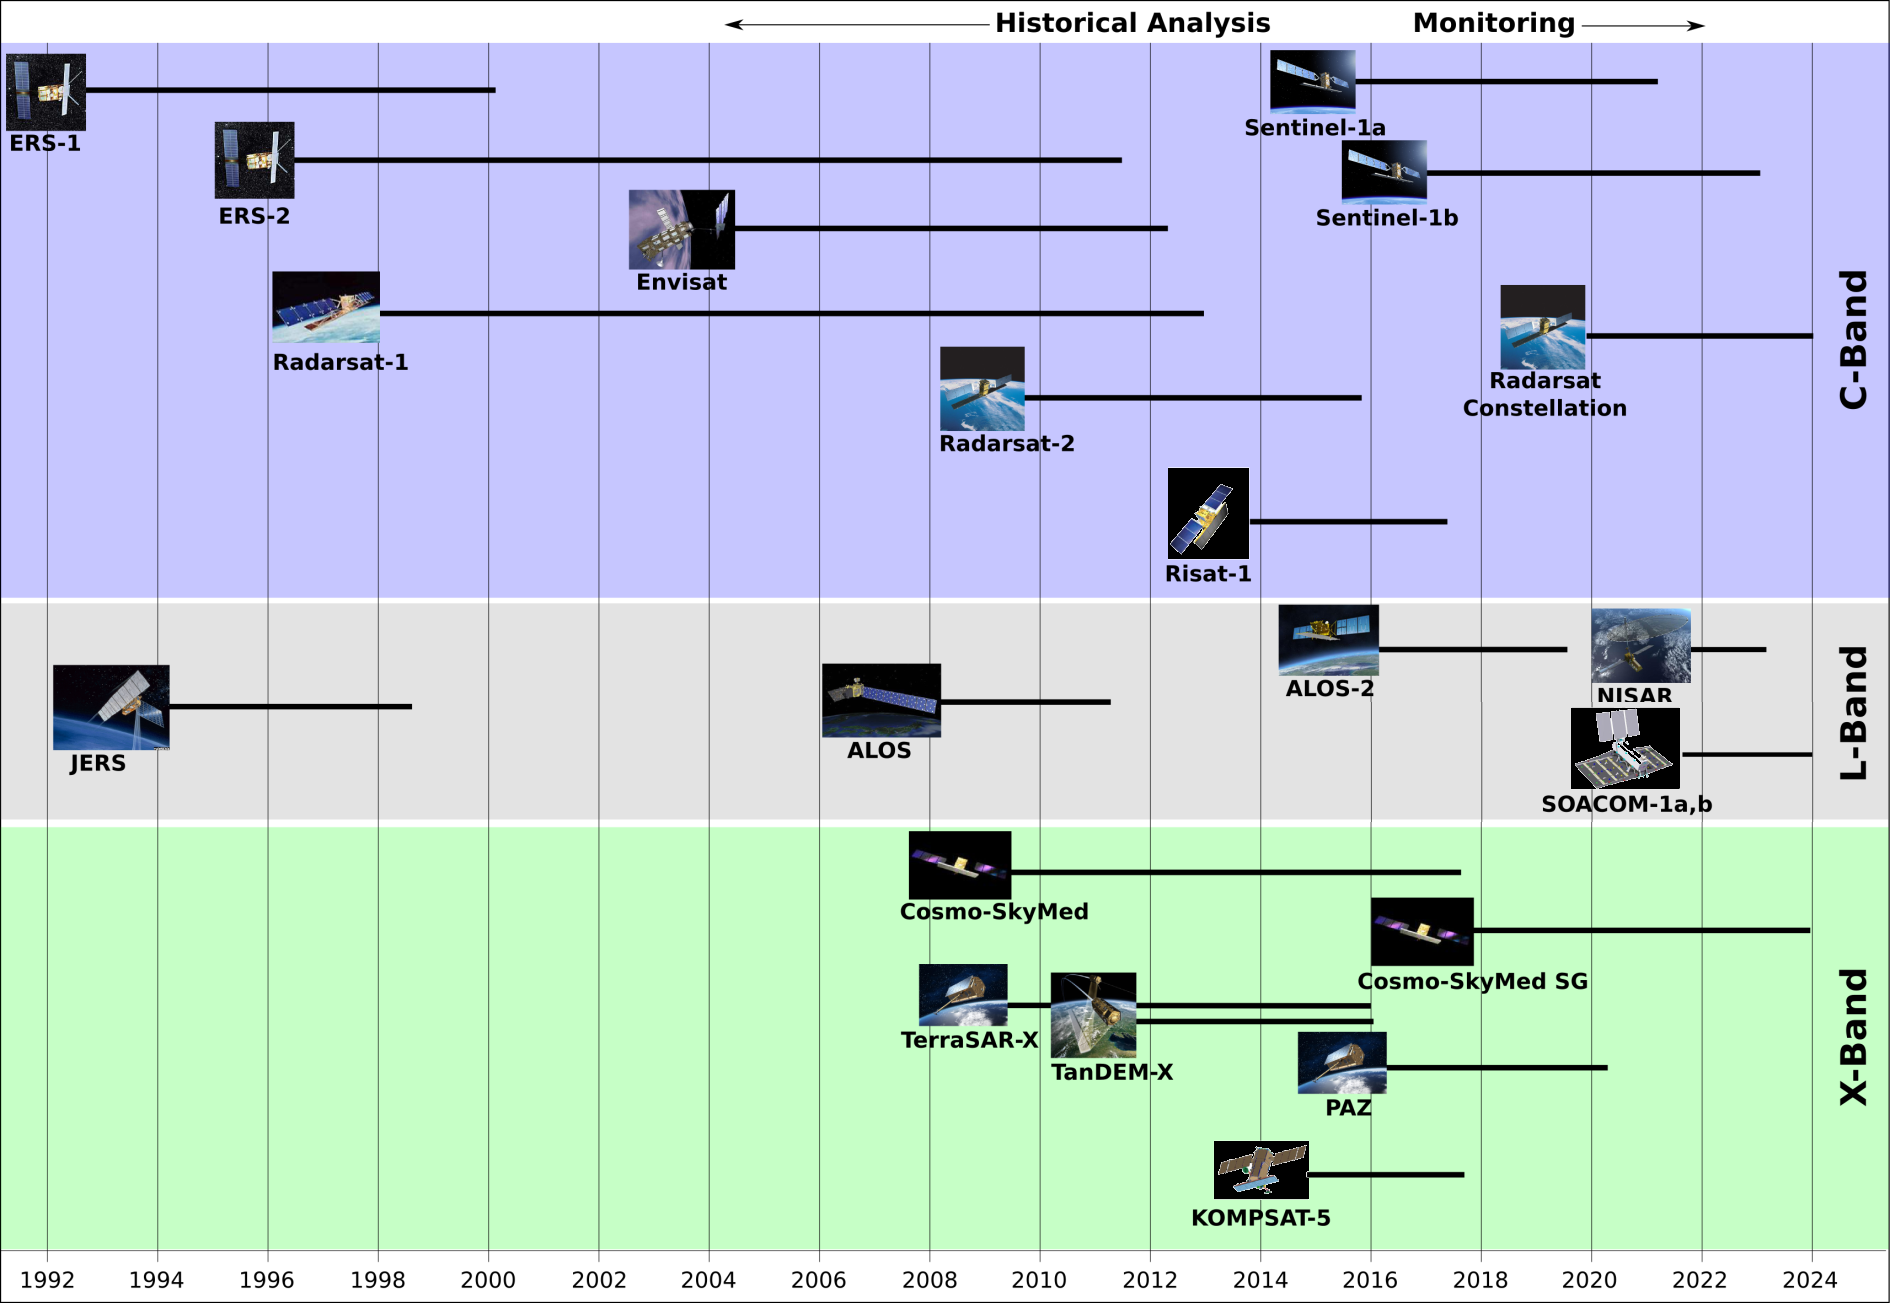 Historical Analysis
Monitoring
ERS-1
ERS-2
Envisat
Radarsat-1
Radarsat-2
Risat-1
Sentinel-1a
Sentinel-1b
Radarsat
Constellation
C-Band
JERS
ALOS
ALOS-2
NISAR
SOACOM-1a,b
L-Band
Cosmo-SkyMed
Cosmo-SkyMed SG
TerraSAR-X
TanDEM-X
PAZ
KOMPSAT-5
X-Band
1992 1994 1996 1998 2000 2002 2004 2006 2008 2010 2012 2014 2016 2018 2020 2022 2024